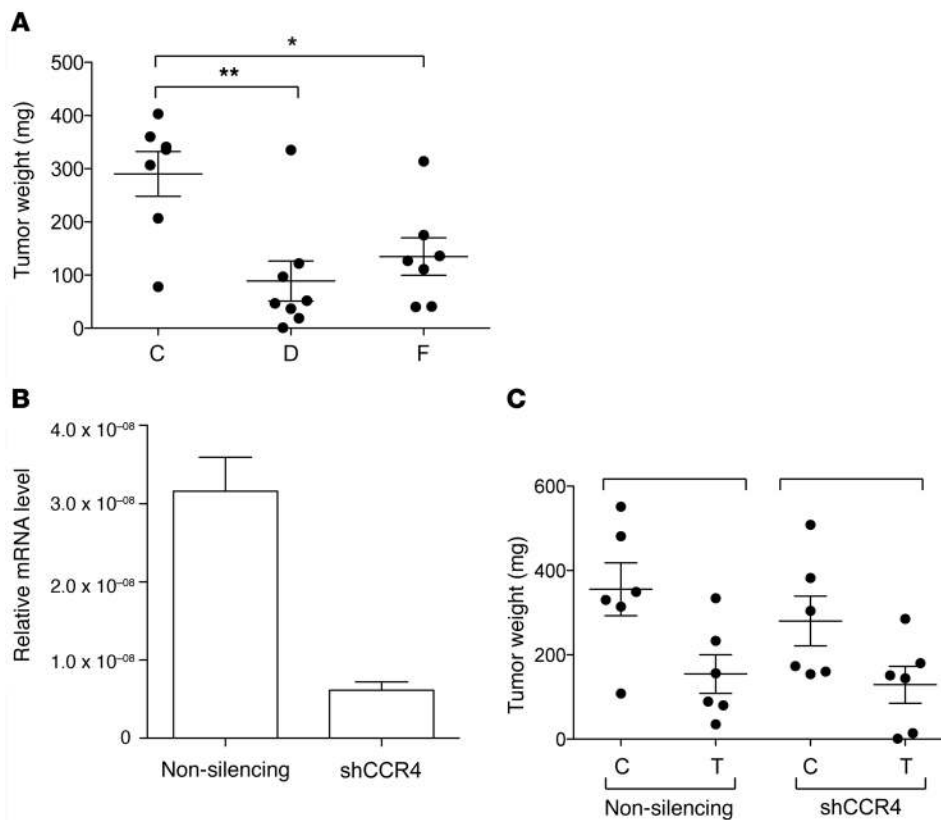 A
*
**
Tumor weight (mg)
500
400
300
200
100
0
C D F
B
Relative mRNA level
4.0 x 10⁻⁰⁸
3.0 x 10⁻⁰⁸
2.0 x 10⁻⁰⁸
1.0 x 10⁻⁰⁸
0
Non-silencing shCCR4
C
Tumor weight (mg)
600
400
200
0
C T C T
Non-silencing shCCR4